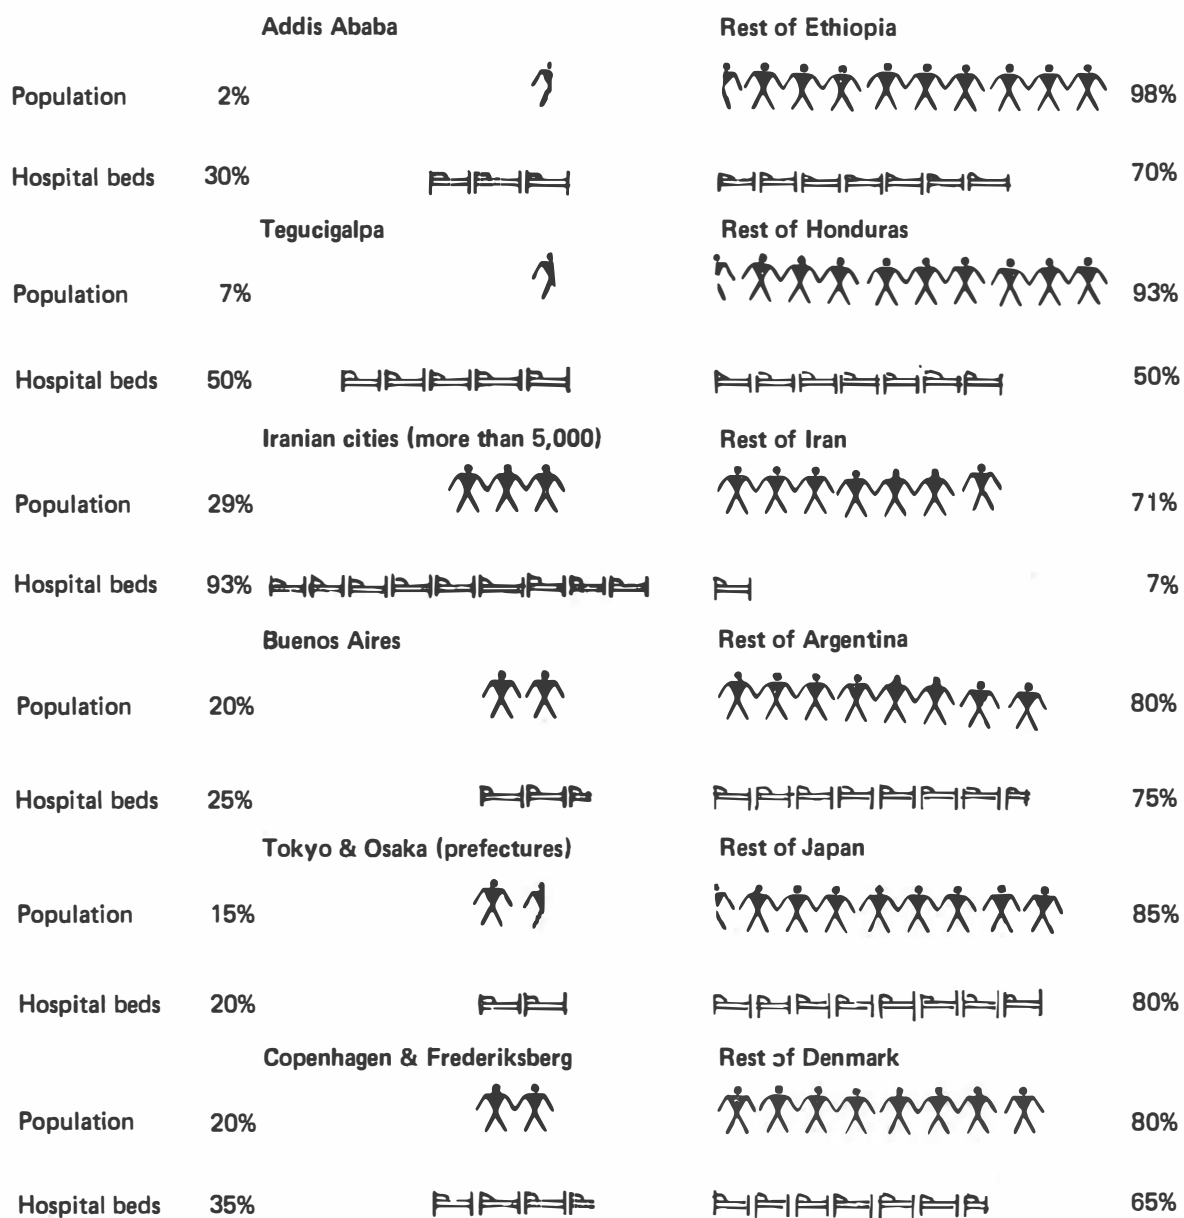 Addis Ababa Rest of Ethiopia
Population 2% 98%
Hospital beds 30% 70%
Tegucigalpa Rest of Honduras
Population 7% 93%
Hospital beds 50% 50%
Iranian cities (more than 5,000) Rest of Iran
Population 29% 71%
Hospital beds 93% 7%
Buenos Aires Rest of Argentina
Population 20% 80%
Hospital beds 25% 75%
Tokyo & Osaka (prefectures) Rest of Japan
Population 15% 85%
Hospital beds 20% 80%
Copenhagen & Frederiksberg Rest of Denmark
Population 20% 80%
Hospital beds 35% 65%